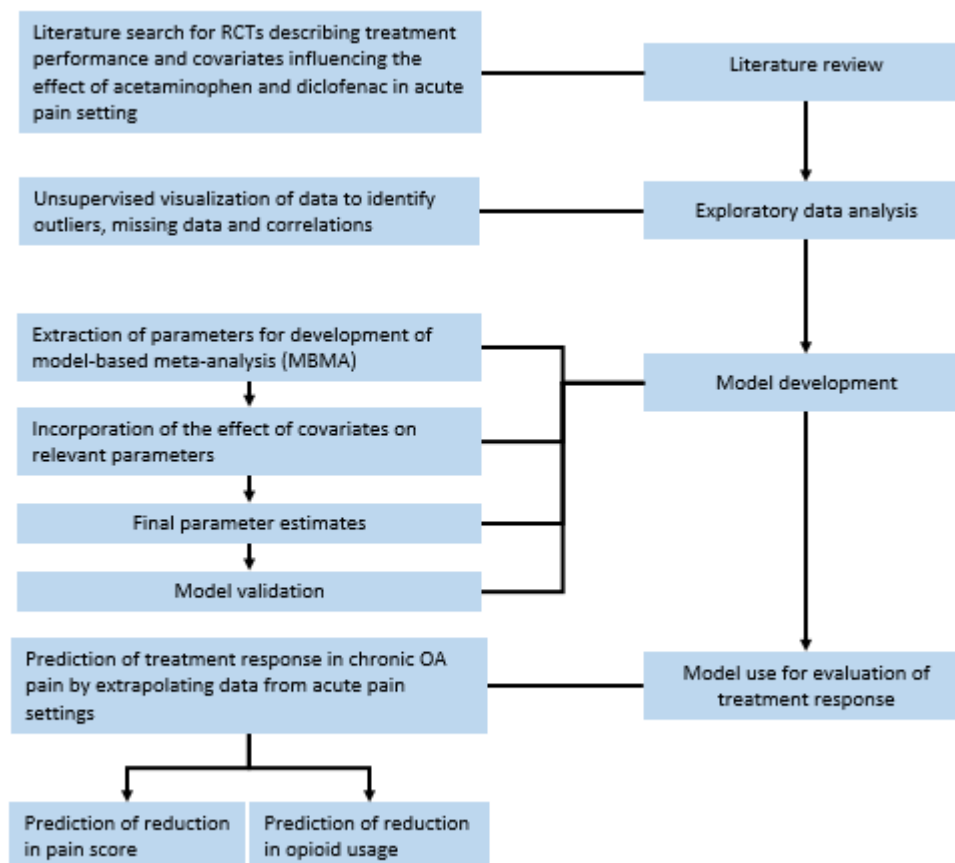 Literature search for RCTs describing treatment
performance and covariates influencing the
effect of acetaminophen and diclofenac in acute
pain setting
Literature review
Unsupervised visualization of data to identify
outliers, missing data and correlations
Exploratory data analysis
Extraction of parameters for development of
model-based meta-analysis (MBMA)
Model development
Incorporation of the effect of covariates on
relevant parameters
Final parameter estimates
Model validation
Prediction of treatment response in chronic OA
pain by extrapolating data from acute pain
settings
Model use for evaluation of
treatment response
Prediction of reduction
in pain score
Prediction of reduction
in opioid usage